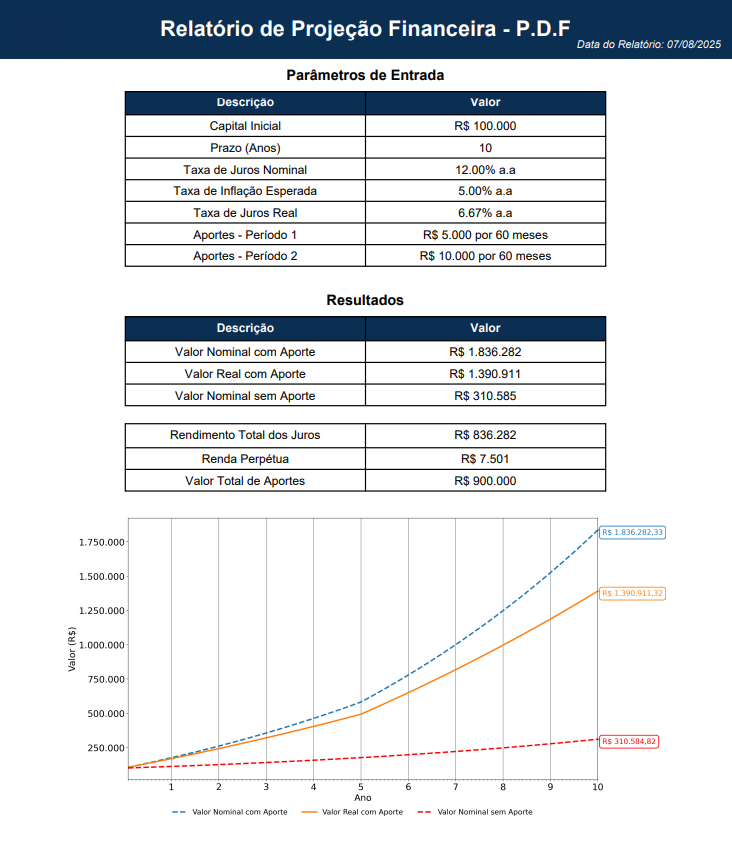 Relatório de Projeção Financeira - P.D.F
Data do Relatório: 07/08/2025
Parâmetros de Entrada
Descrição Valor
Capital Inicial R$ 100.000
Prazo (Anos) 10
Taxa de Juros Nominal 12.00% a.a
Taxa de Inflação Esperada 5.00% a.a
Taxa de Juros Real 6.67% a.a
Aportes - Período 1 R$ 5.000 por 60 meses
Aportes - Período 2 R$ 10.000 por 60 meses
Resultados
Descrição Valor
Valor Nominal com Aporte R$ 1.836.282
Valor Real com Aporte R$ 1.390.911
Valor Nominal sem Aporte R$ 310.585
Rendimento Total dos Juros R$ 836.282
Renda Perpétua R$ 7.501
Valor Total de Aportes R$ 900.000
Valor (R$)
1.750.000
1.500.000
1.250.000
1.000.000
750.000
500.000
250.000
R$ 1.836.282,33
R$ 1.390.911,32
R$ 310.584,82
1 2 3 4 5 6 7 8 9 10
Ano
Valor Nominal com Aporte Valor Real com Aporte Valor Nominal sem Aporte